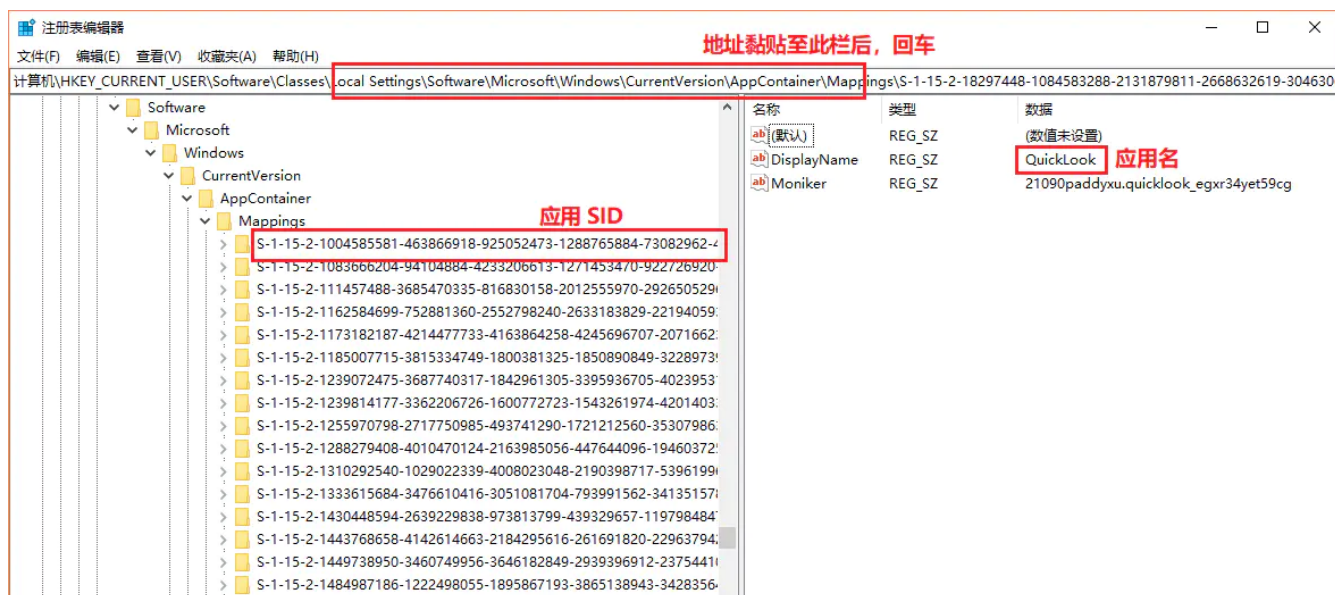 注册表编辑器
文件(F) 编辑(E) 查看(V) 收藏夹(A) 帮助(H)
地址黏贴至此栏后，回车
计算机\HKEY_CURRENT_USER\Software\Classes\Local Settings\Software\Microsoft\Windows\CurrentVersion\AppContainer\Mappings\S-1-15-2-18297448-1084583288-2131879811-2668632619-304630
Software
Microsoft
Windows
CurrentVersion
AppContainer
Mappings
应用 SID
S-1-15-2-1004585581-463866918-925052473-1288765884-73082962-4
S-1-15-2-1083666204-94104884-4233206613-1271453470-922726920-
S-1-15-2-111457488-3685470335-816830158-2012555970-292650529
S-1-15-2-1162584699-752881360-2552798240-2633183829-22194059
S-1-15-2-1173182187-4214477733-4163864258-4245696707-2071662
S-1-15-2-1185007715-3815334749-1800381325-1850890849-3228973
S-1-15-2-1239072475-3687740317-1842961305-3395936705-4023953
S-1-15-2-1239814177-3362206726-1600772723-1543261974-4201403
S-1-15-2-1255970798-2717750985-493741290-1721212560-35307986
S-1-15-2-1288279408-4010470124-2163985056-447644096-19460372
S-1-15-2-1310292540-1029022339-4008023048-2190398717-5396199
S-1-15-2-1333615684-3476610416-3051081704-793991562-34135157
S-1-15-2-1430448594-2639229838-973813799-439329657-119798484
S-1-15-2-1443768658-4142614663-2184295616-261691820-22963794
S-1-15-2-1449738950-3460749956-3646182849-2939396912-2375441
S-1-15-2-1484987186-1222498055-1895867193-3865138943-3428356
名称 类型 数据
(默认) REG_SZ (数值未设置)
DisplayName REG_SZ QuickLook 应用名
Moniker REG_SZ 21090paddyxu.quicklook_egxr34yet59cg